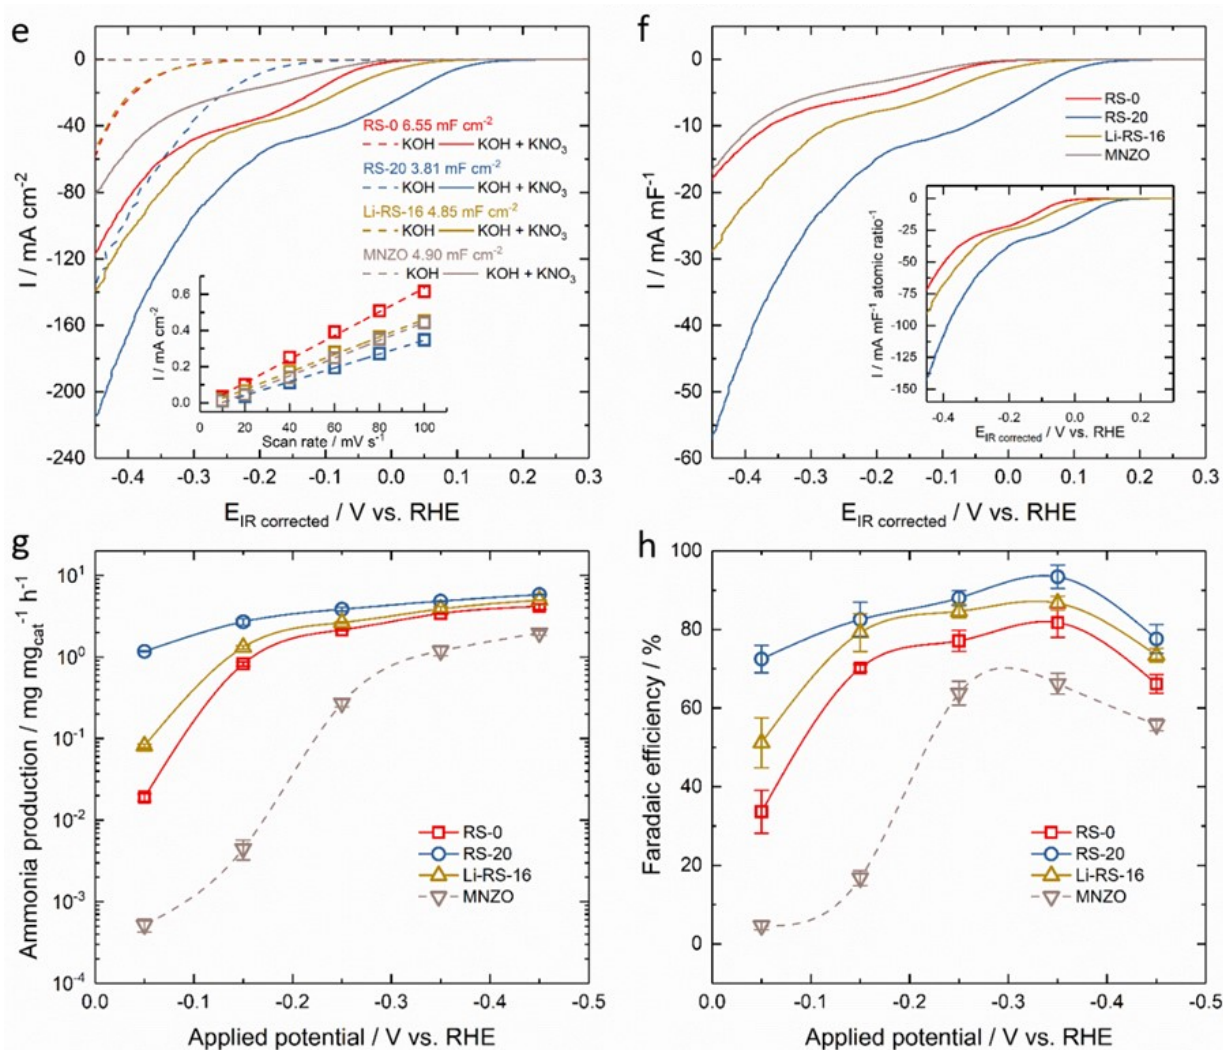 e
I / mA cm-2
0
-40
-80
-120
-160
-200
-240
RS-0 6.55 mF cm-2
KOH KOH + KNO3
RS-20 3.81 mF cm-2
KOH KOH + KNO3
Li-RS-16 4.85 mF cm-2
KOH KOH + KNO3
MNZO 4.90 mF cm-2
KOH KOH + KNO3
I / mA cm-2
0.6
0.4
0.2
0.0
0 20 40 60 80 100
Scan rate / mV s-1
-0.4 -0.3 -0.2 -0.1 0.0 0.1 0.2 0.3
EIR corrected / V vs. RHE
f
I / mA mF-1
0
-10
-20
-30
-40
-50
-60
RS-0
RS-20
Li-RS-16
MNZO
I / mA mF-1 atomic ratio-1
0
-25
-50
-75
-100
-125
-150
-0.4 -0.2 0.0 0.2
EIR corrected / V vs. RHE
-0.4 -0.3 -0.2 -0.1 0.0 0.1 0.2 0.3
EIR corrected / V vs. RHE
g
Ammonia production / mg mgcat-1 h-1
101
100
10-1
10-2
10-3
10-4
RS-0
RS-20
Li-RS-16
MNZO
0.0 -0.1 -0.2 -0.3 -0.4 -0.5
Applied potential / V vs. RHE
h
Faradaic efficiency / %
100
80
60
40
20
0
RS-0
RS-20
Li-RS-16
MNZO
0.0 -0.1 -0.2 -0.3 -0.4 -0.5
Applied potential / V vs. RHE